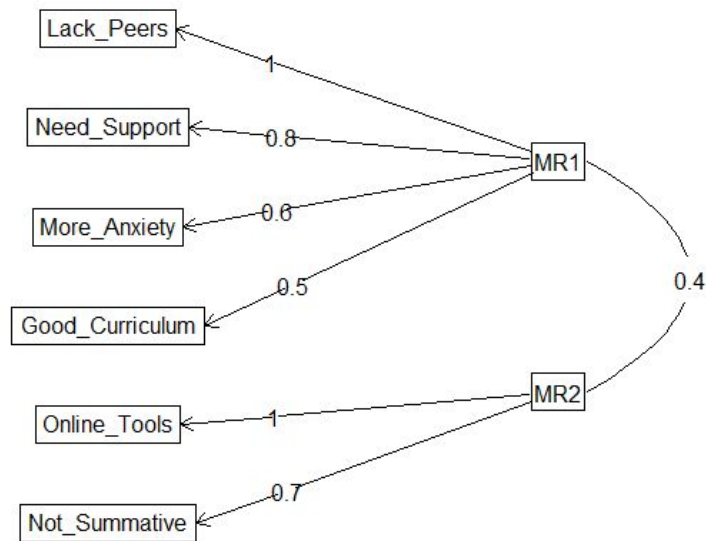 Lack_Peers
1
Need_Support
0.8
MR1
More_Anxiety
0.6
0.4
Good_Curriculum
0.5
MR2
Online_Tools
1
Not_Summative
0.7